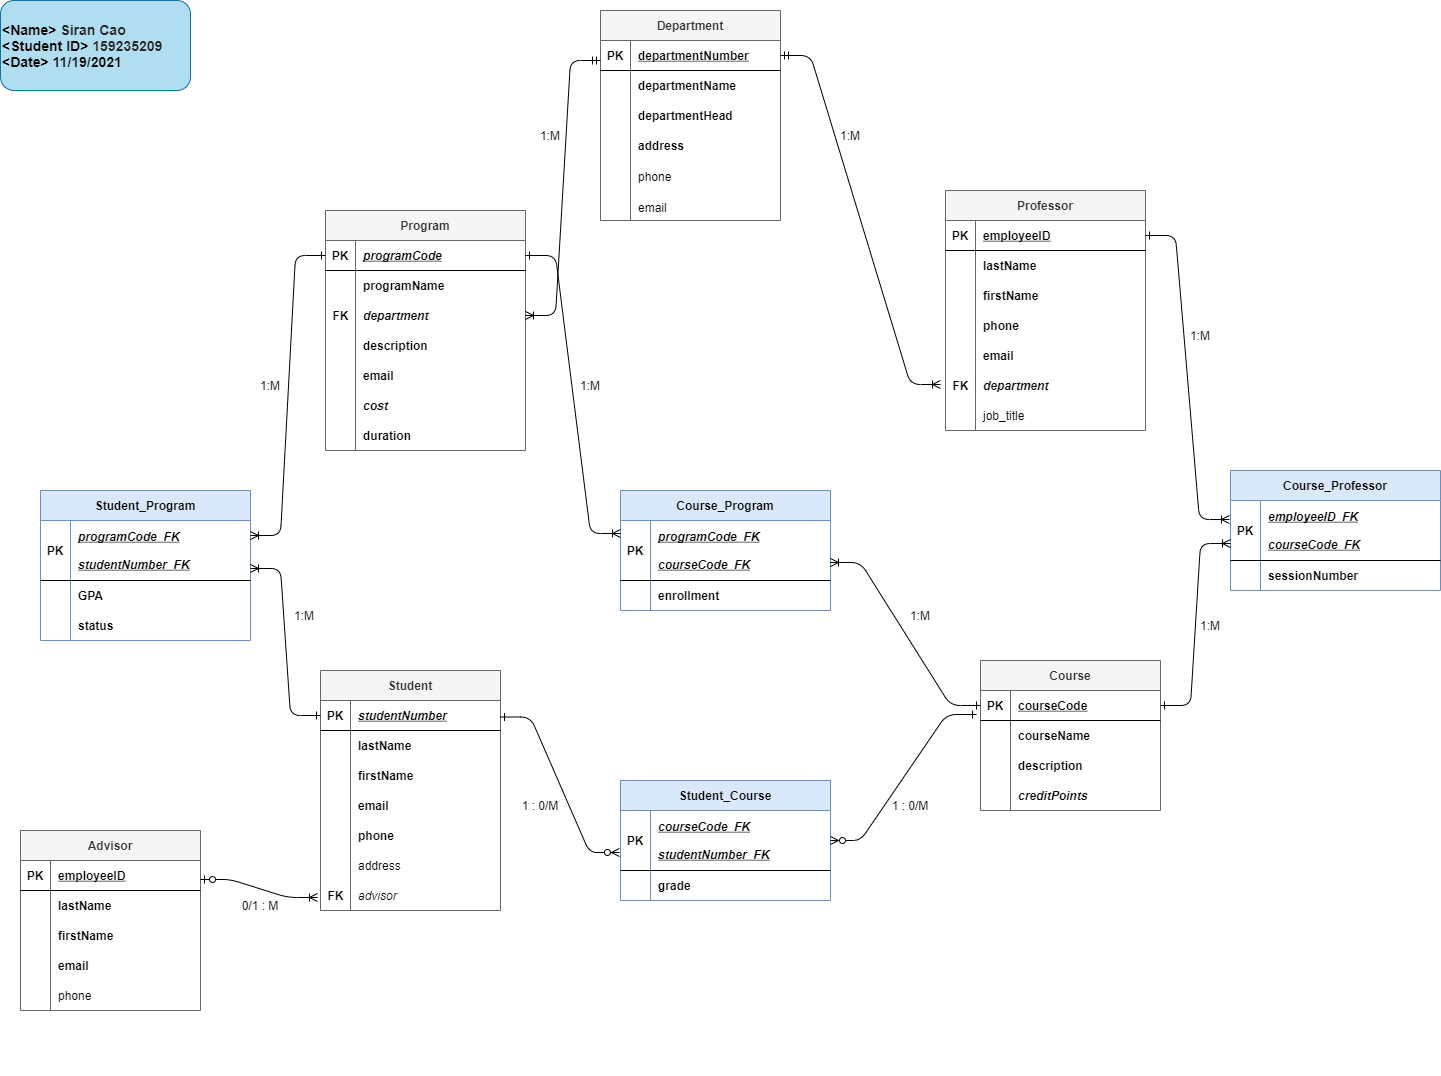 <Name> Siran Cao
<Student ID> 159235209
<Date> 11/19/2021
Department
PK departmentNumber
departmentName
departmentHead
address
phone
email
1:M
1:M
Program
PK programCode
programName
FK department
description
email
cost
duration
Professor
PK employeeID
lastName
firstName
phone
email
FK department
job_title
1:M
1:M
1:M
Student_Program
PK
programCode_FK
studentNumber_FK
GPA
status
Course_Program
PK
programCode_FK
courseCode_FK
enrollment
Course_Professor
PK
employeeID_FK
courseCode_FK
sessionNumber
1:M
1:M
1:M
Student
PK studentNumber
lastName
firstName
email
phone
address
FK advisor
Course
PK courseCode
courseName
description
creditPoints
1 : 0/M
1 : 0/M
Student_Course
PK
courseCode_FK
studentNumber_FK
grade
Advisor
PK employeeID
lastName
firstName
email
phone
0/1 : M